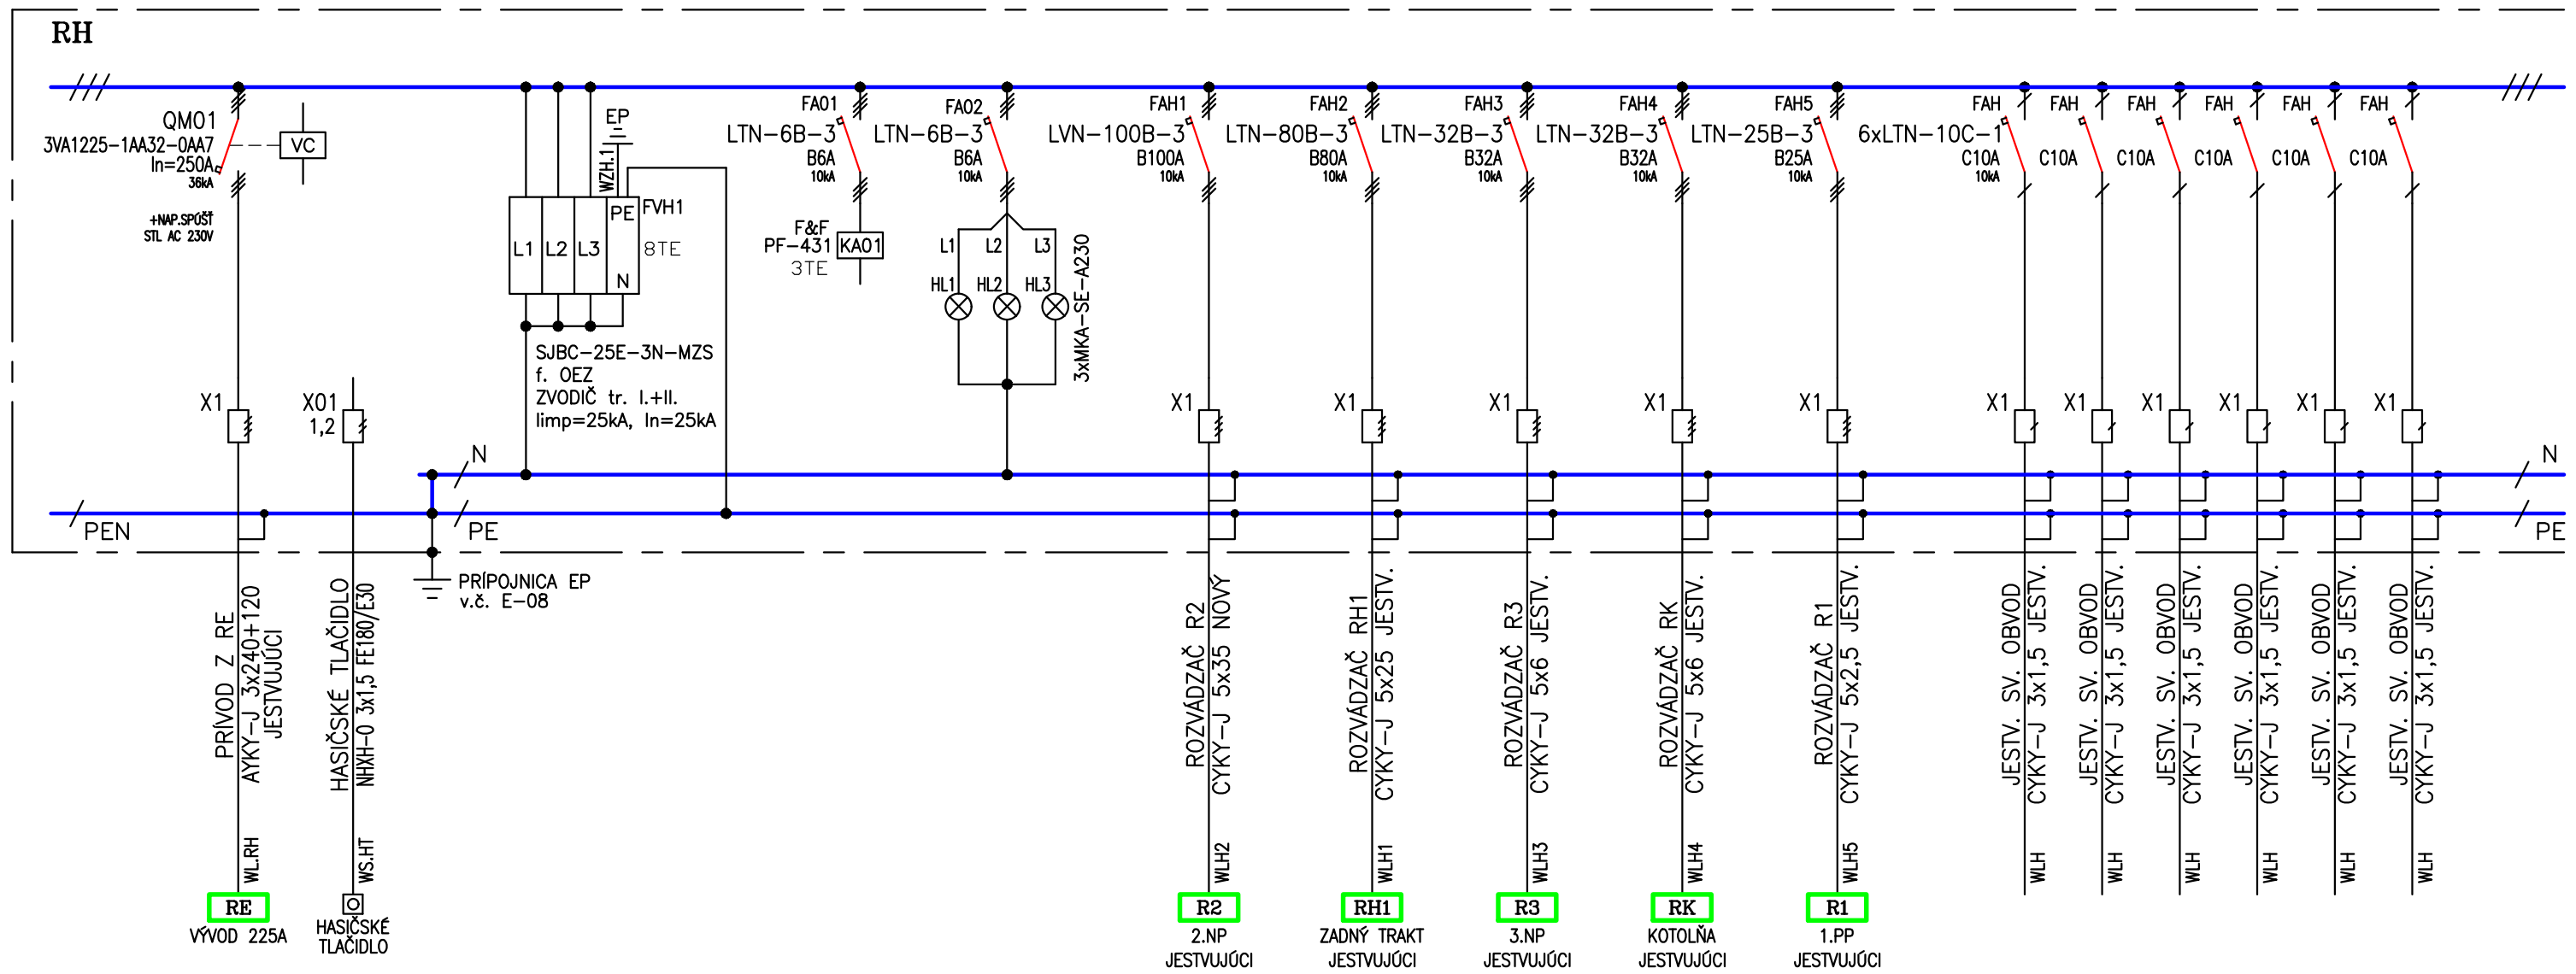 RH
QM01
3VA1225-1AA32-0AA7
In=250A
36kA
VC
+NAP.SPÚŠŤ
STL AC 230V
EP
WZH.1
L1
L2
L3
PE
N
FVH1
8TE
SJBC-25E-3N-MZS
f. OEZ
ZVODIČ tr. I.+II.
Iimp=25kA, In=25kA
FA01
LTN-6B-3
B6A
10kA
F&F
PF-431
KA01
3TE
FA02
LTN-6B-3
B6A
10kA
L1
L2
L3
HL1
HL2
HL3
3xMKA-SE-A230
FAH1
LVN-100B-3
B100A
10kA
FAH2
LTN-80B-3
B80A
10kA
FAH3
LTN-32B-3
B32A
10kA
FAH4
LTN-32B-3
B32A
10kA
FAH5
LTN-25B-3
B25A
10kA
FAH
6xLTN-10C-1
C10A
10kA
FAH
C10A
FAH
C10A
FAH
C10A
FAH
C10A
FAH
C10A
X1
X01
1,2
X1
X1
X1
X1
X1
X1
X1
X1
X1
X1
X1
N
N
PEN
PE
PE
PRÍPOJNICA EP
v.č. E-08
PRÍVOD Z RE
AYKY-J 3x240+120
JESTVUJÚCI
WL.RH
RE
VÝVOD 225A
HASIČSKÉ TLAČIDLO
NHXH-O 3x1,5 FE180/E30
WS.HT
HASIČSKÉ
TLAČIDLO
ROZVÁDZAČ R2
CYKY-J 5x35 NOVÝ
WLH2
R2
2.NP
JESTVUJÚCI
ROZVÁDZAČ RH1
CYKY-J 5x25 JESTV.
WLH1
RH1
ZADNÝ TRAKT
JESTVUJÚCI
ROZVÁDZAČ R3
CYKY-J 5x6 JESTV.
WLH3
R3
3.NP
JESTVUJÚCI
ROZVÁDZAČ RK
CYKY-J 5x6 JESTV.
WLH4
RK
KOTOLŇA
JESTVUJÚCI
ROZVÁDZAČ R1
CYKY-J 5x2,5 JESTV.
WLH5
R1
1.PP
JESTVUJÚCI
JESTV. SV. OBVOD
CYKY-J 3x1,5 JESTV.
WLH
JESTV. SV. OBVOD
CYKY-J 3x1,5 JESTV.
WLH
JESTV. SV. OBVOD
CYKY-J 3x1,5 JESTV.
WLH
JESTV. SV. OBVOD
CYKY-J 3x1,5 JESTV.
WLH
JESTV. SV. OBVOD
CYKY-J 3x1,5 JESTV.
WLH
JESTV. SV. OBVOD
CYKY-J 3x1,5 JESTV.
WLH